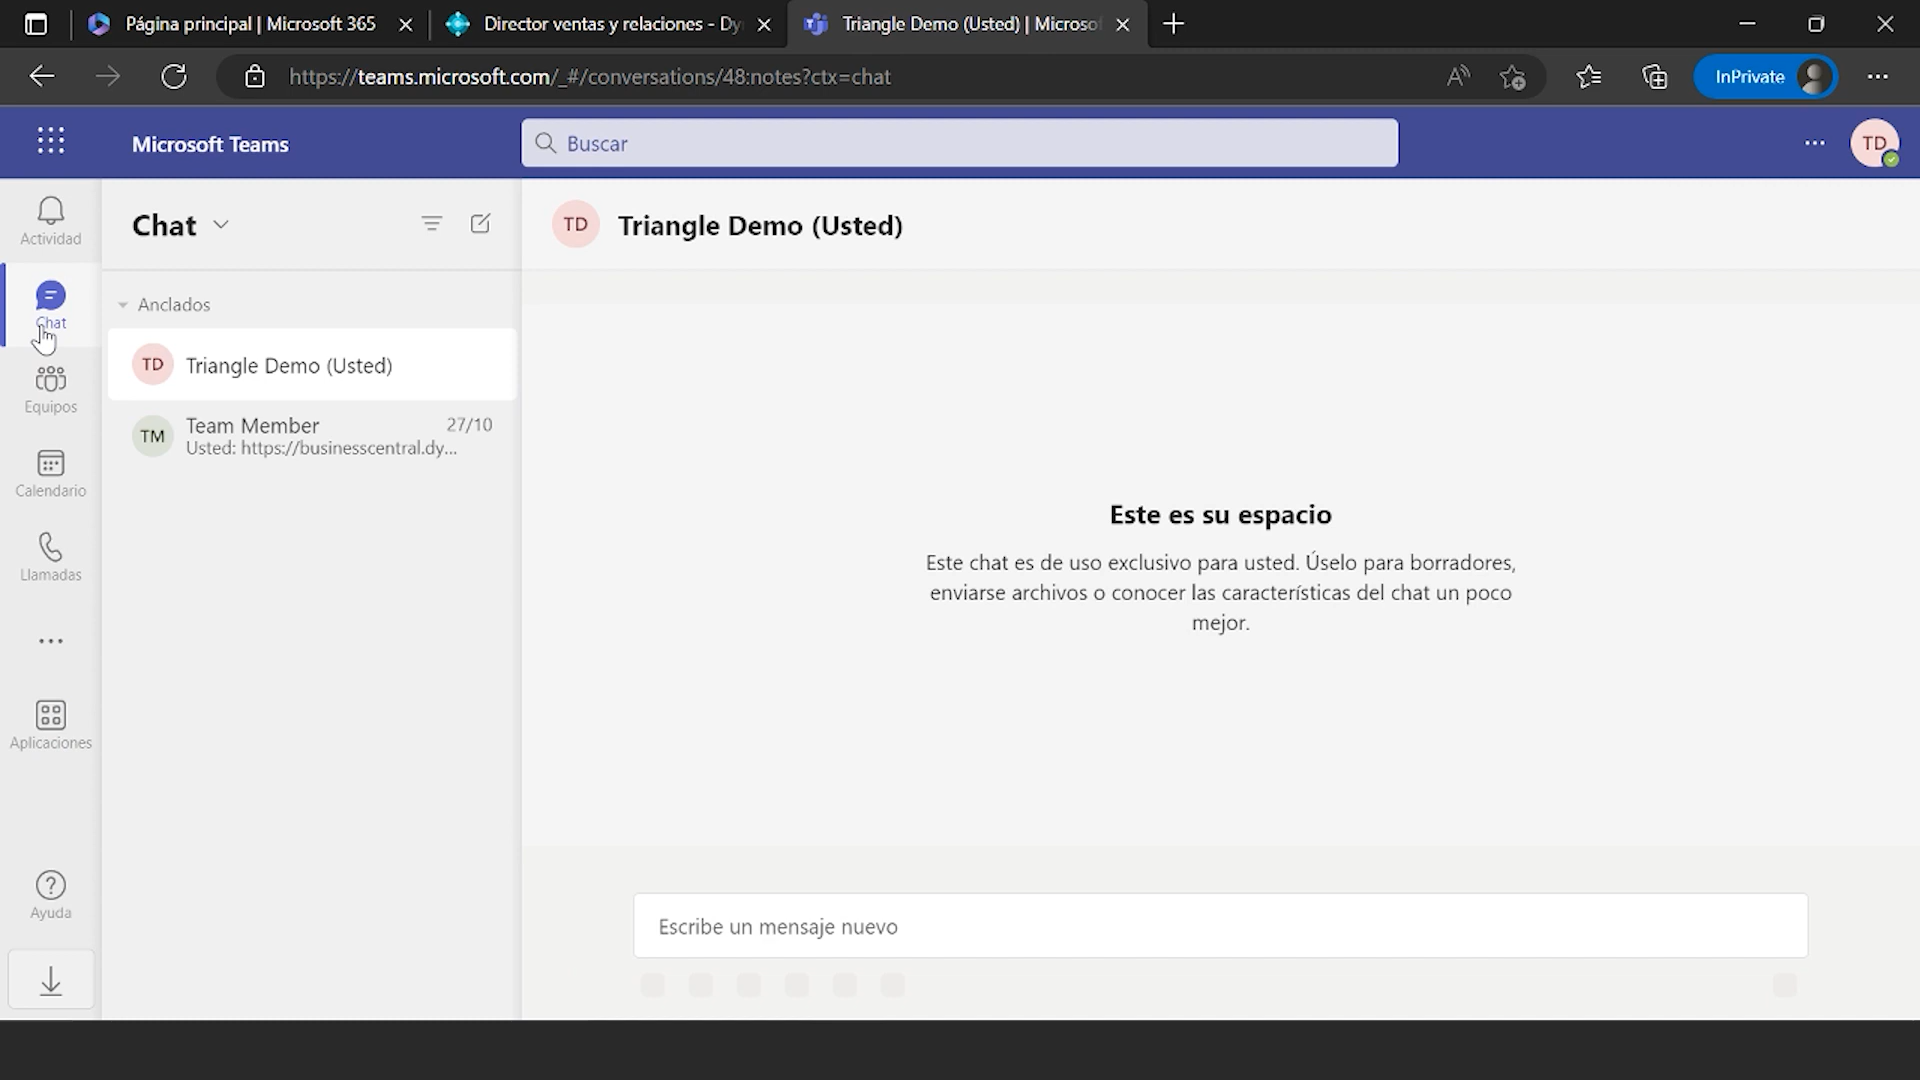 Página principal | Microsoft 365
Director ventas y relaciones - Dy
Triangle Demo (Usted) | Microsof
https://teams.microsoft.com/_#/conversations/48:notes?ctx=chat
InPrivate
Microsoft Teams
Buscar
TD
Actividad
Chat
Equipos
Calendario
Llamadas
Aplicaciones
Ayuda
Chat
Anclados
TD
Triangle Demo (Usted)
TM
Team Member
27/10
Usted: https://businesscentral.dy...
TD
Triangle Demo (Usted)
Este es su espacio
Este chat es de uso exclusivo para usted. Úselo para borradores,
enviarse archivos o conocer las características del chat un poco
mejor.
Escribe un mensaje nuevo